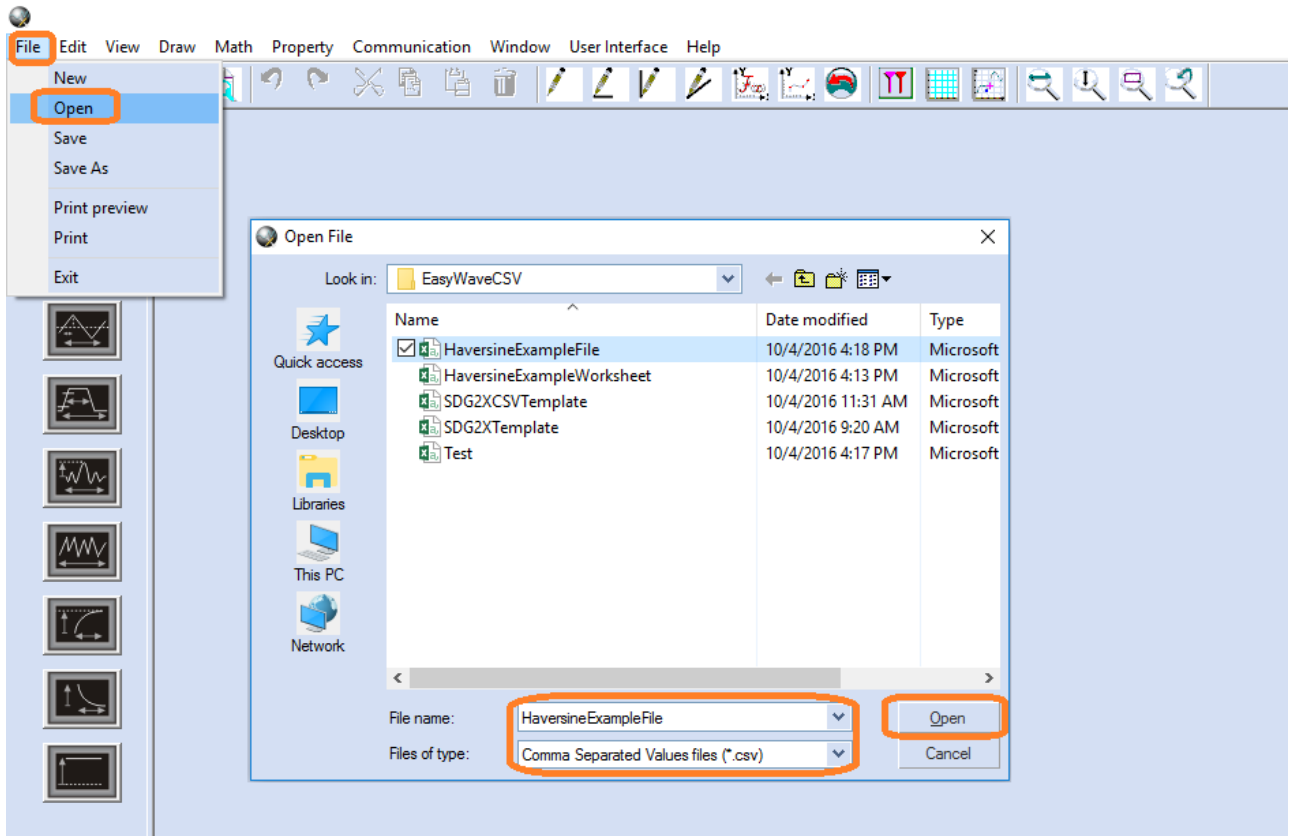 File Edit View Draw Math Property Communication Window User Interface Help
New
Open
Save
Save As
Print preview
Print
Exit
Open File
Look in: EasyWaveCSV
Quick access
Desktop
Libraries
This PC
Network
Name Date modified Type
HaversineExampleFile 10/4/2016 4:18 PM Microsoft
HaversineExampleWorksheet 10/4/2016 4:13 PM Microsoft
SDG2XCSVTemplate 10/4/2016 11:31 AM Microsoft
SDG2XTemplate 10/4/2016 9:20 AM Microsoft
Test 10/4/2016 4:17 PM Microsoft
File name: HaversineExampleFile Open
Files of type: Comma Separated Values files (*.csv) Cancel